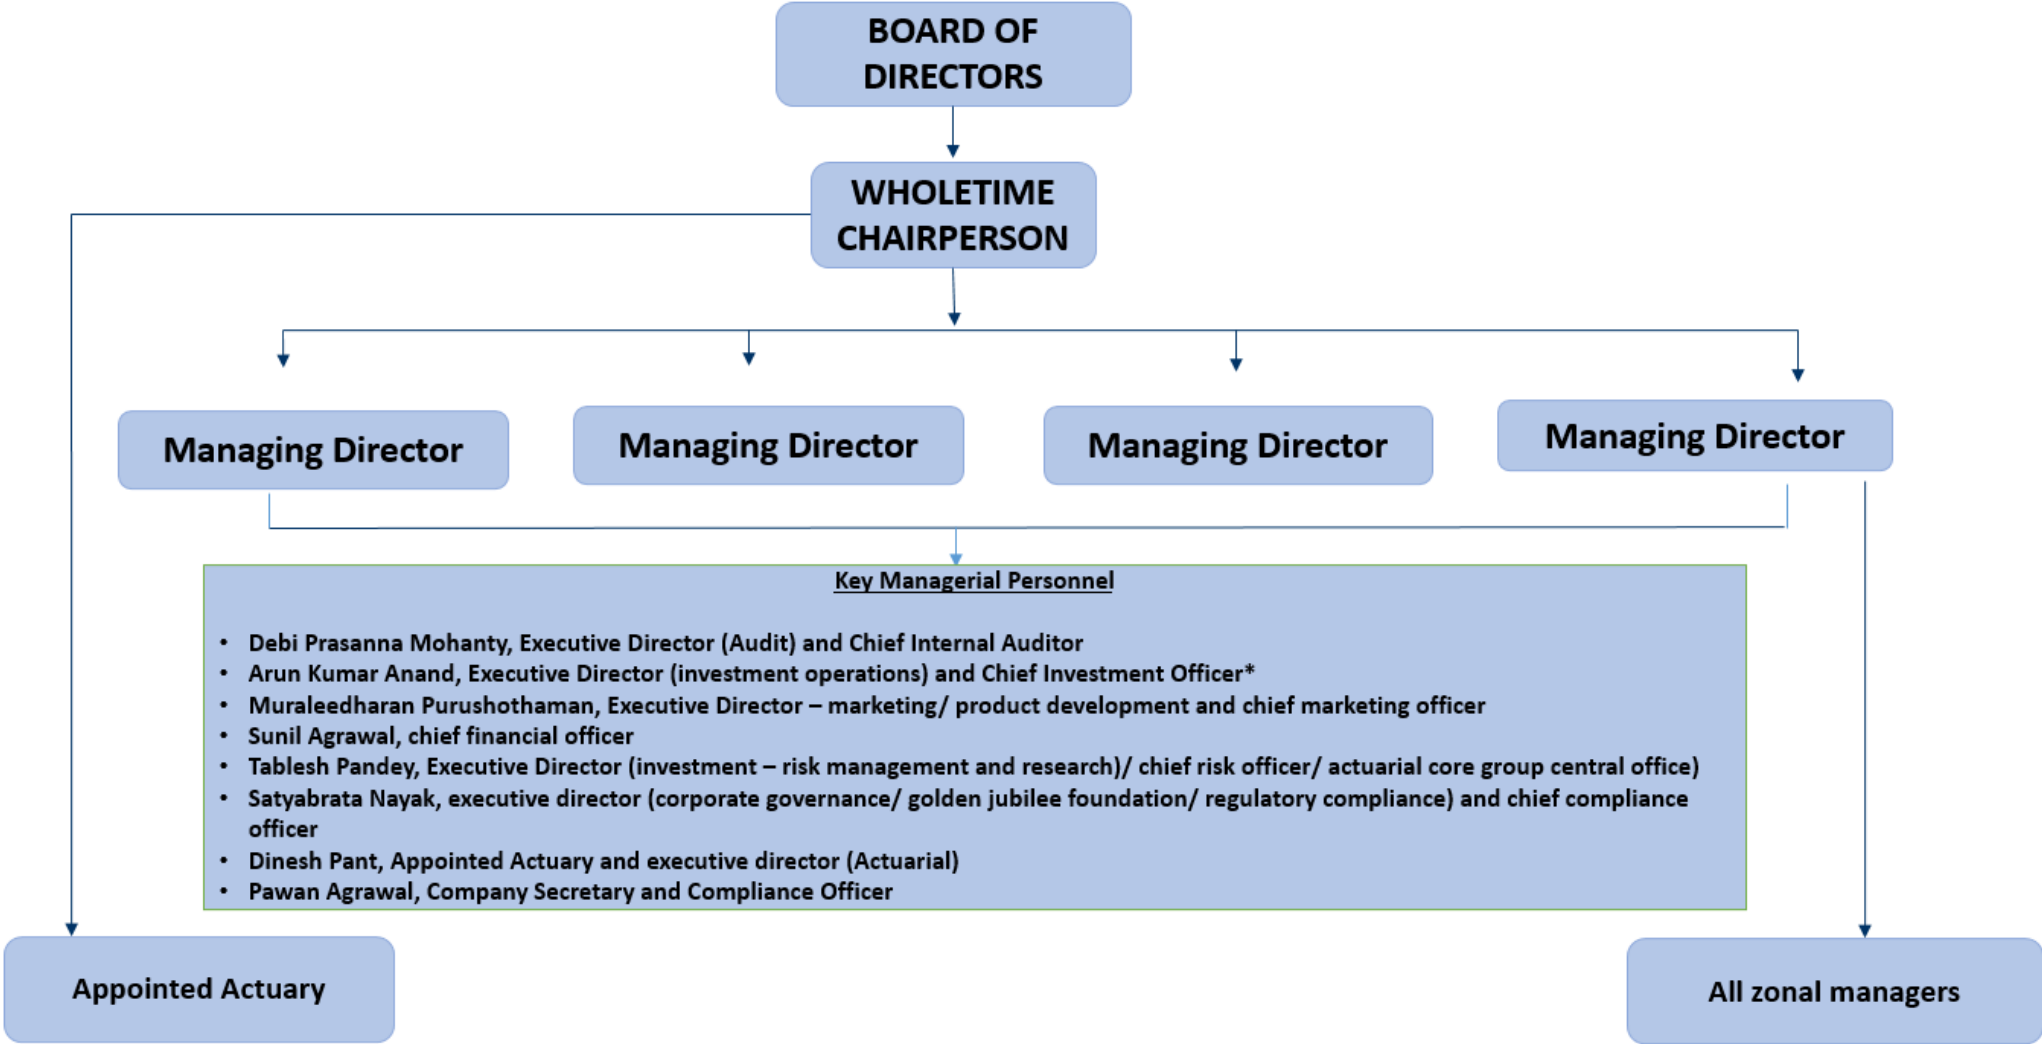 BOARD OF
DIRECTORS
WHOLETIME
CHAIRPERSON
Managing Director
Managing Director
Managing Director
Managing Director
Key Managerial Personnel
• Debi Prasanna Mohanty, Executive Director (Audit) and Chief Internal Auditor
• Arun Kumar Anand, Executive Director (investment operations) and Chief Investment Officer*
• Muraleedharan Purushothaman, Executive Director – marketing/ product development and chief marketing officer
• Sunil Agrawal, chief financial officer
• Tablesh Pandey, Executive Director (investment – risk management and research)/ chief risk officer/ actuarial core group central office)
• Satyabrata Nayak, executive director (corporate governance/ golden jubilee foundation/ regulatory compliance) and chief compliance
officer
• Dinesh Pant, Appointed Actuary and executive director (Actuarial)
• Pawan Agrawal, Company Secretary and Compliance Officer
Appointed Actuary
All zonal managers